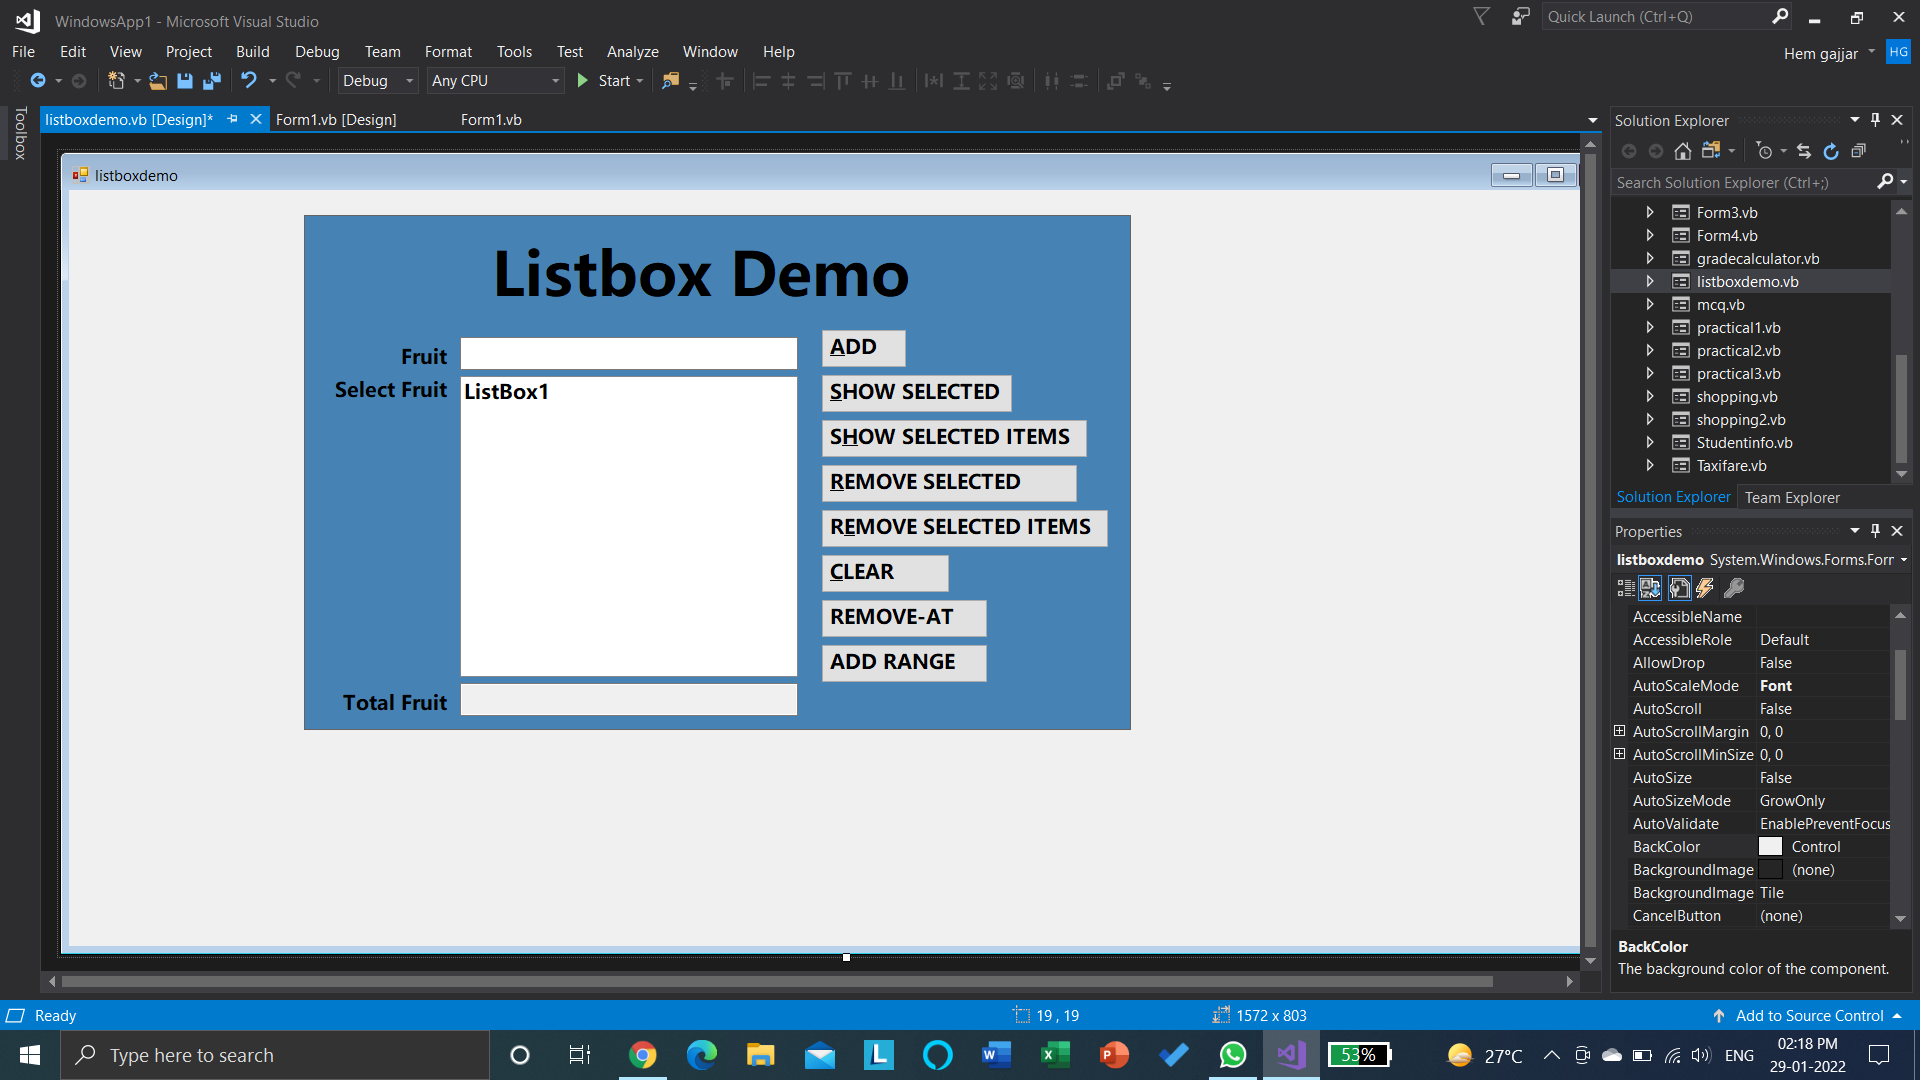 WindowsApp1 - Microsoft Visual Studio
Quick Launch (Ctrl+Q)
File Edit View Project Build Debug Team Format Tools Test Analyze Window Help
Hem gajjar HG
Debug Any CPU Start
Toolbox
listboxdemo.vb [Design]* Form1.vb [Design] Form1.vb
listboxdemo
Listbox Demo
Fruit
Select Fruit
ListBox1
Total Fruit
ADD
SHOW SELECTED
SHOW SELECTED ITEMS
REMOVE SELECTED
REMOVE SELECTED ITEMS
CLEAR
REMOVE-AT
ADD RANGE
Solution Explorer
Search Solution Explorer (Ctrl+;)
Form3.vb
Form4.vb
gradecalculator.vb
listboxdemo.vb
mcq.vb
practical1.vb
practical2.vb
practical3.vb
shopping.vb
shopping2.vb
Studentinfo.vb
Taxifare.vb
Solution Explorer Team Explorer
Properties
listboxdemo System.Windows.Forms.Forr
AccessibleName
AccessibleRole Default
AllowDrop False
AutoScaleMode Font
AutoScroll False
AutoScrollMargin 0, 0
AutoScrollMinSize 0, 0
AutoSize False
AutoSizeMode GrowOnly
AutoValidate EnablePreventFocus
BackColor Control
BackgroundImage (none)
BackgroundImage Tile
CancelButton (none)
BackColor
The background color of the component.
Ready 19 , 19 1572 x 803 Add to Source Control
Type here to search
53%
27°C
ENG
02:18 PM
29-01-2022